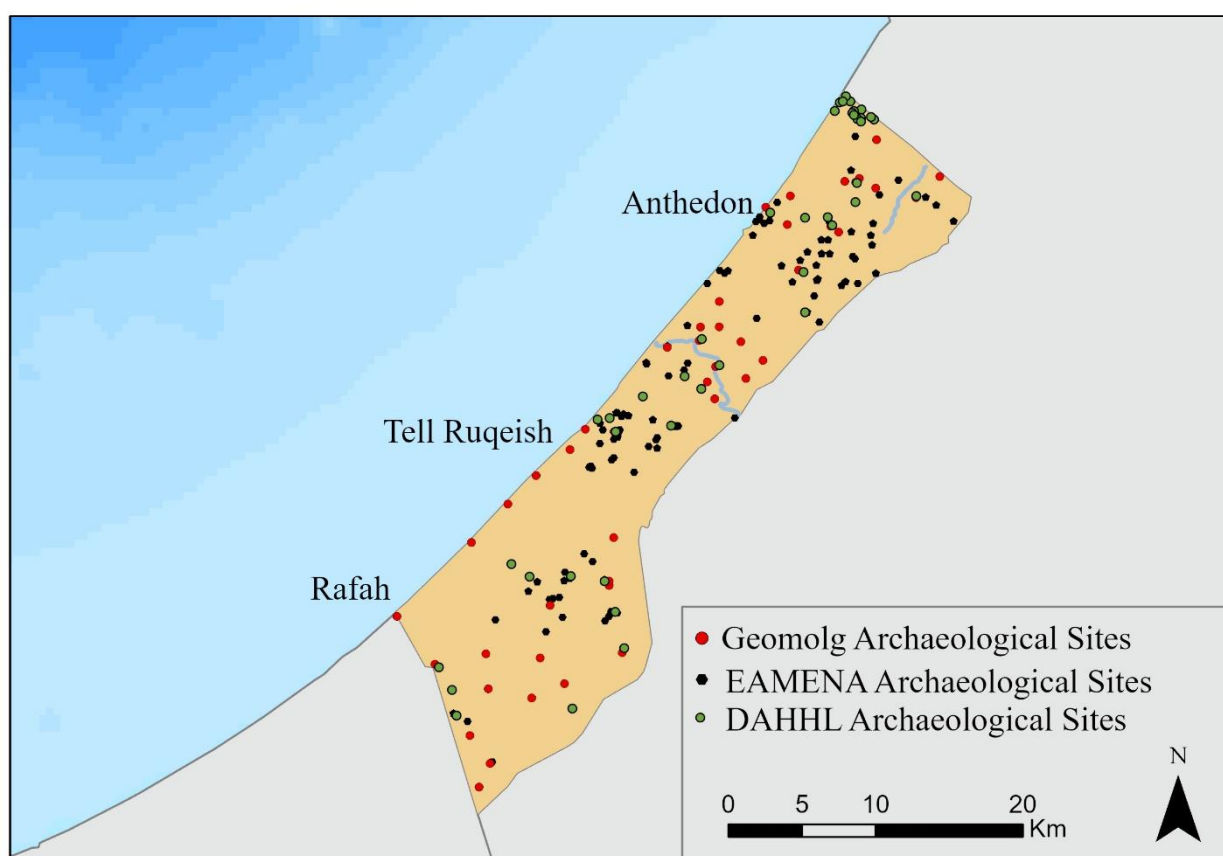 Anthedon
Tell Ruqeish
Rafah
Geomolg Archaeological Sites
EAMENA Archaeological Sites
DAHHL Archaeological Sites
N
0 5 10 20
Km